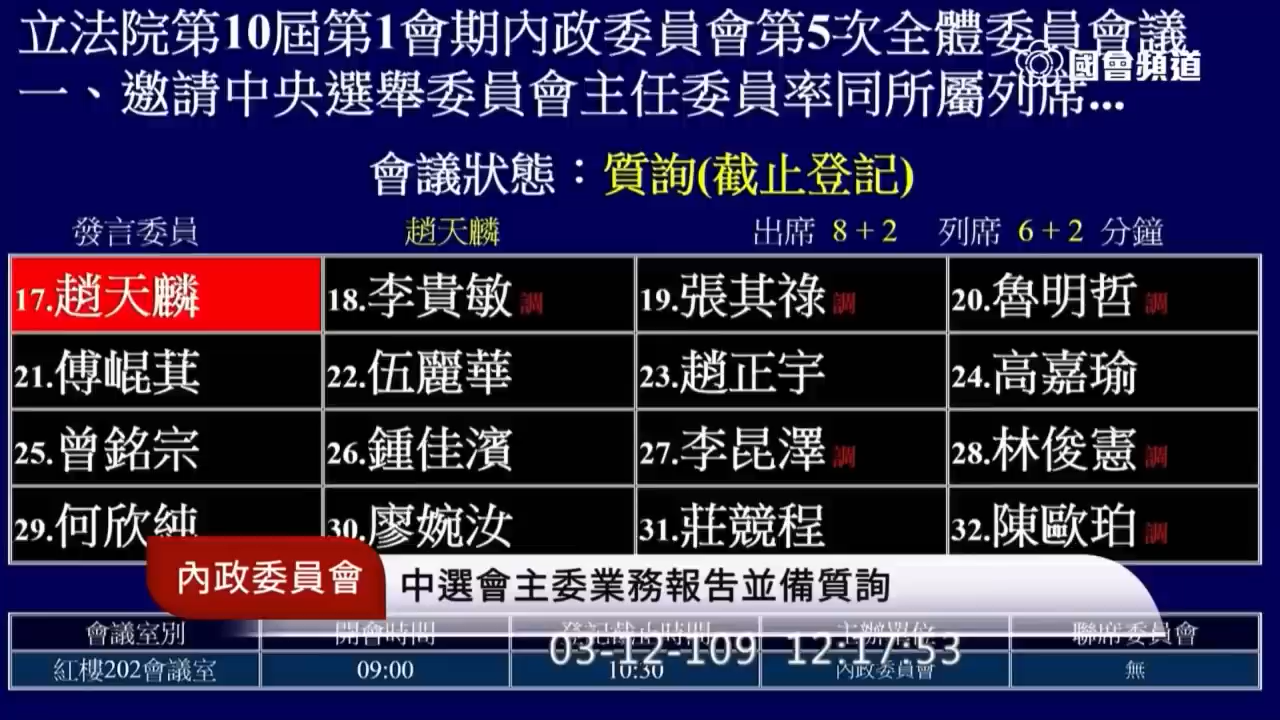 立法院第10屆第1會期內政委員會第5次全體委員會議
國會頻道
一、邀請中央選舉委員會主任委員率同所屬列席...
會議狀態：質詢(截止登記)
發言委員 趙天麟 出席 8 + 2 列席 6 + 2 分鐘
17.趙天麟 18.李貴敏 調 19.張其祿 調 20.魯明哲 調
21.傅崐萁 22.伍麗華 23.趙正宇 24.高嘉瑜
25.曾銘宗 26.鍾佳濱 27.李昆澤 調 28.林俊憲 調
29.何欣純 30.廖婉汝 31.莊競程 32.陳歐珀 調
內政委員會 中選會主委業務報告並備質詢
會議室別 開會時間 登記截止時間 主辦單位 聯席委員會
03-12-109 12:17:53
紅樓202會議室 09:00 10:30 內政委員會 無